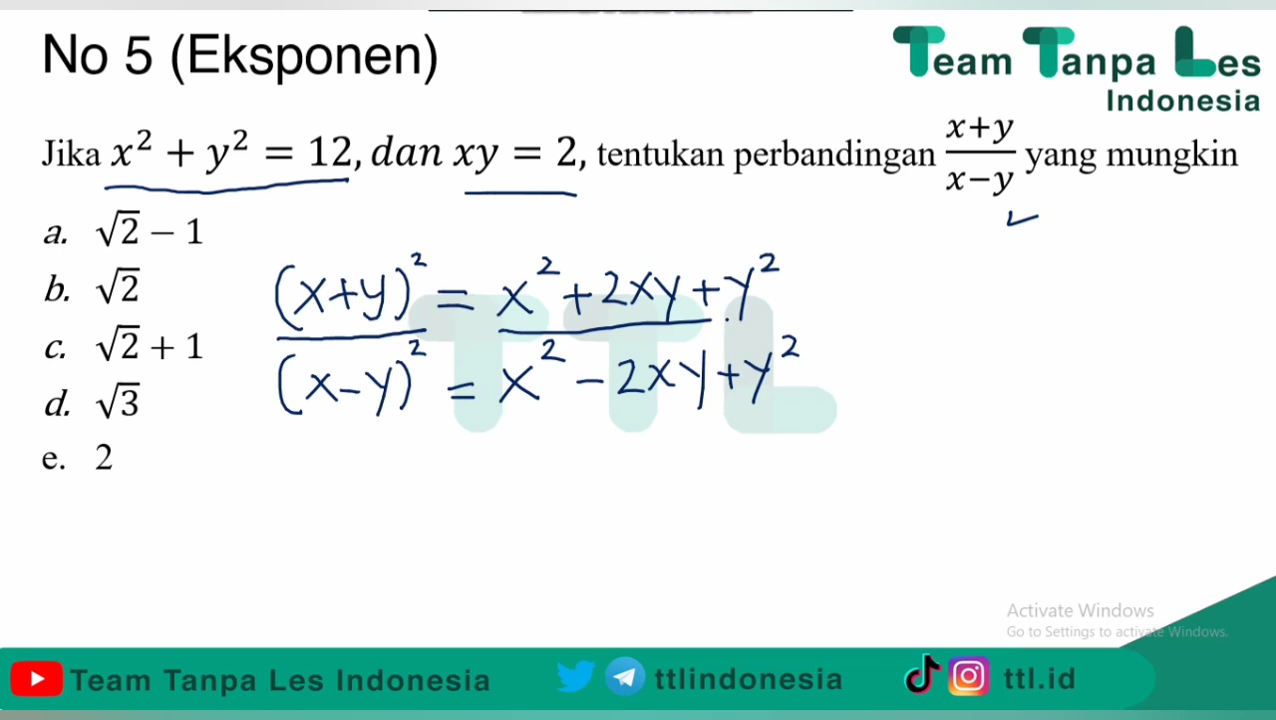 No 5 (Eksponen)
Team Tanpa Les
Indonesia
Jika x² + y² = 12, dan xy = 2, tentukan perbandingan (x+y)/(x−y) yang mungkin
a. √2 − 1
b. √2
c. √2 + 1
d. √3
e. 2
(x+y)² = x² + 2xy + y²
(x−y)² = x² − 2xy + y²
TTL
Activate Windows
Go to Settings to activate Windows.
Team Tanpa Les Indonesia
ttlindonesia
ttl.id